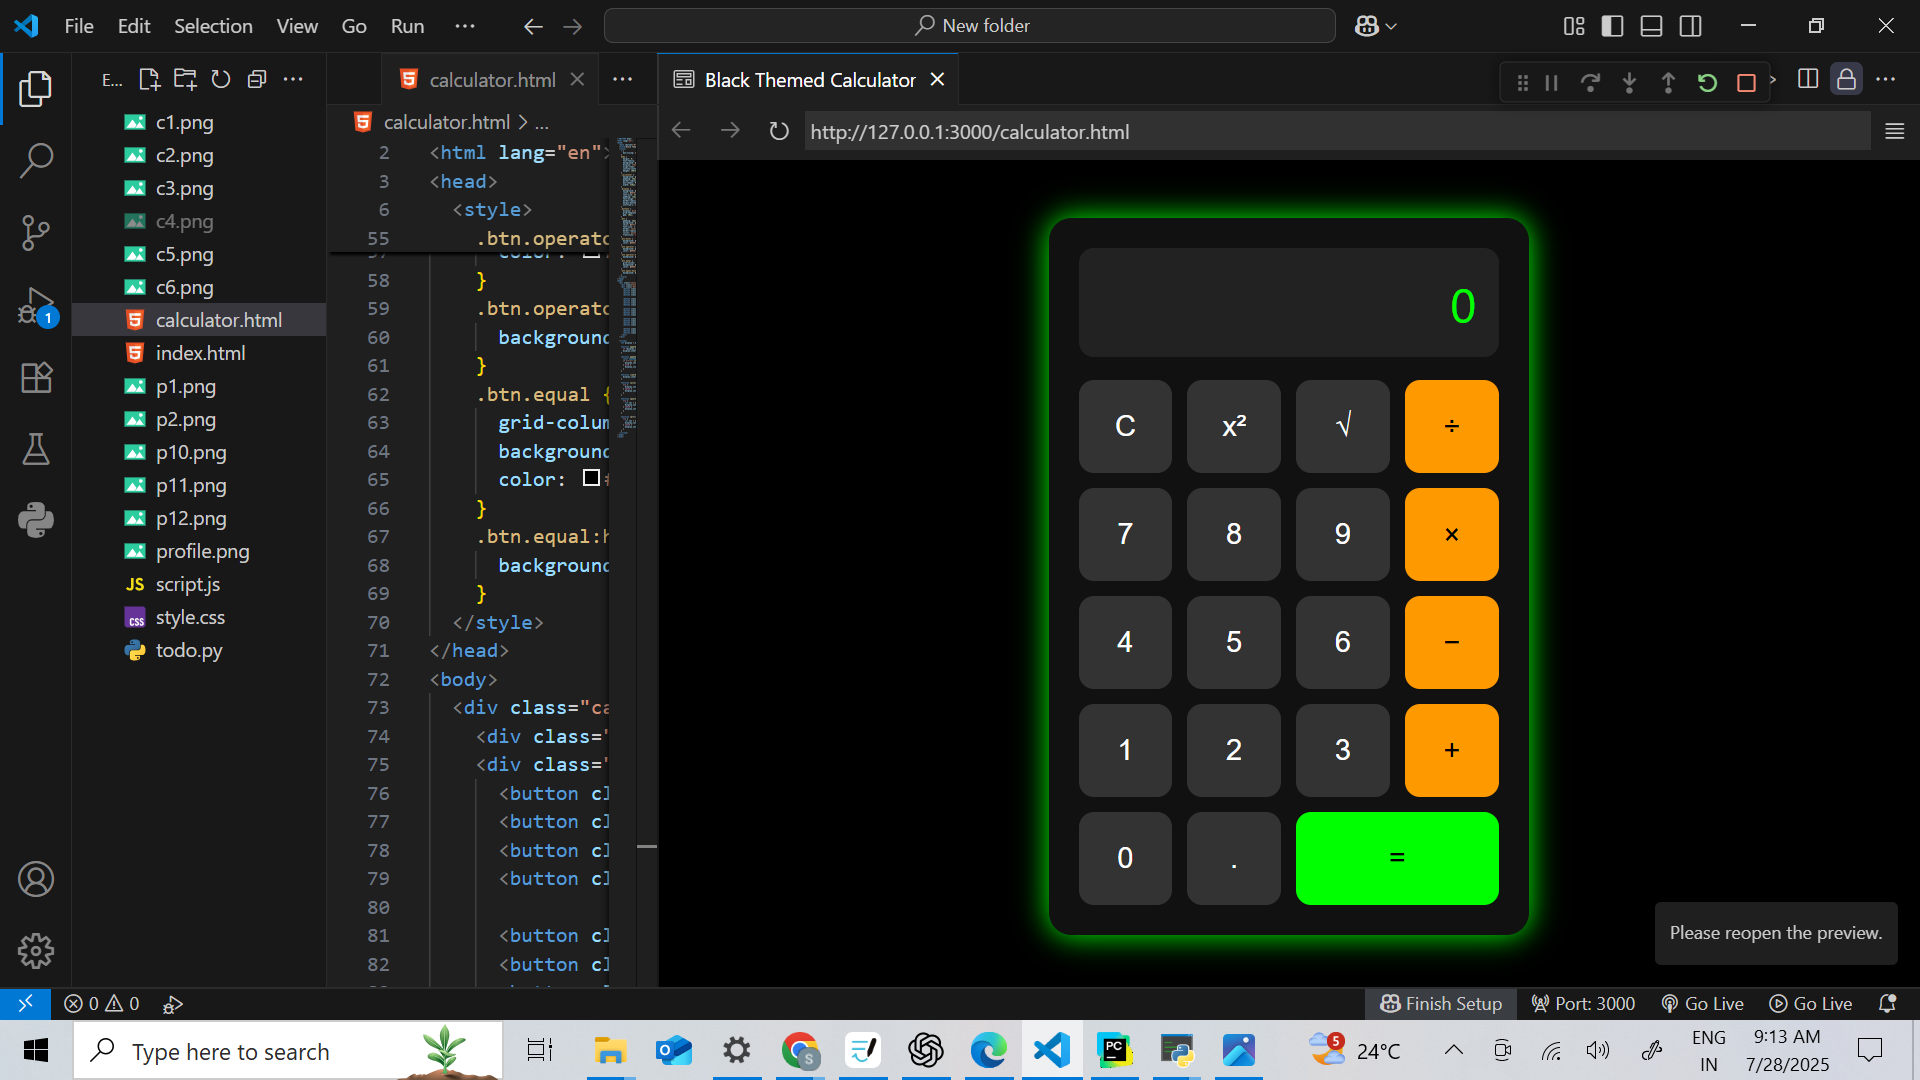 File Edit Selection View Go Run ... New folder
E...
calculator.html
Black Themed Calculator
c1.png
c2.png
c3.png
c4.png
c5.png
c6.png
calculator.html
index.html
p1.png
p2.png
p10.png
p11.png
p12.png
profile.png
JS script.js
css style.css
todo.py
1
calculator.html > ...
2 <html lang="en">
3 <head>
6 <style>
55 .btn.operato
58 }
59 .btn.operato
60 background
61 }
62 .btn.equal {
63 grid-colum
64 background
65 color:
66 }
67 .btn.equal:h
68 background
69 }
70 </style>
71 </head>
72 <body>
73 <div class="ca
74 <div class="
75 <div class="
76 <button cl
77 <button cl
78 <button cl
79 <button cl
80
81 <button cl
82 <button cl
http://127.0.0.1:3000/calculator.html
0
C x² √ ÷
7 8 9 ×
4 5 6 −
1 2 3 +
0 . =
Please reopen the preview.
0 0
Finish Setup Port: 3000 Go Live Go Live
Type here to search
S
PC
5
24°C
ENG
IN
9:13 AM
7/28/2025